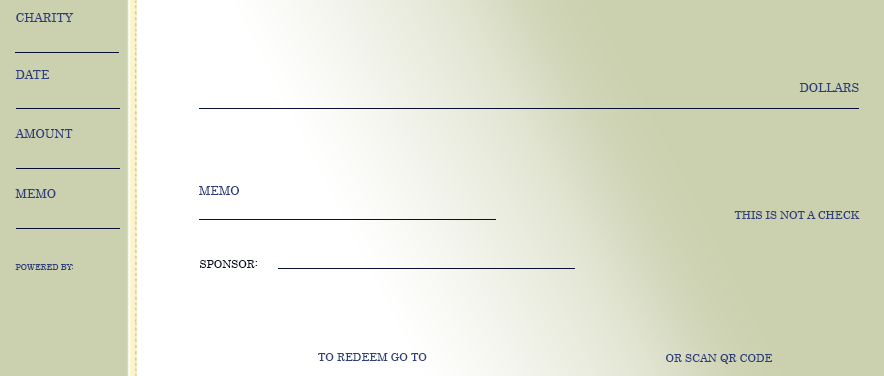 CHARITY
DATE
AMOUNT
MEMO
POWERED BY:
DOLLARS
MEMO
THIS IS NOT A CHECK
SPONSOR:
TO REDEEM GO TO
OR SCAN QR CODE